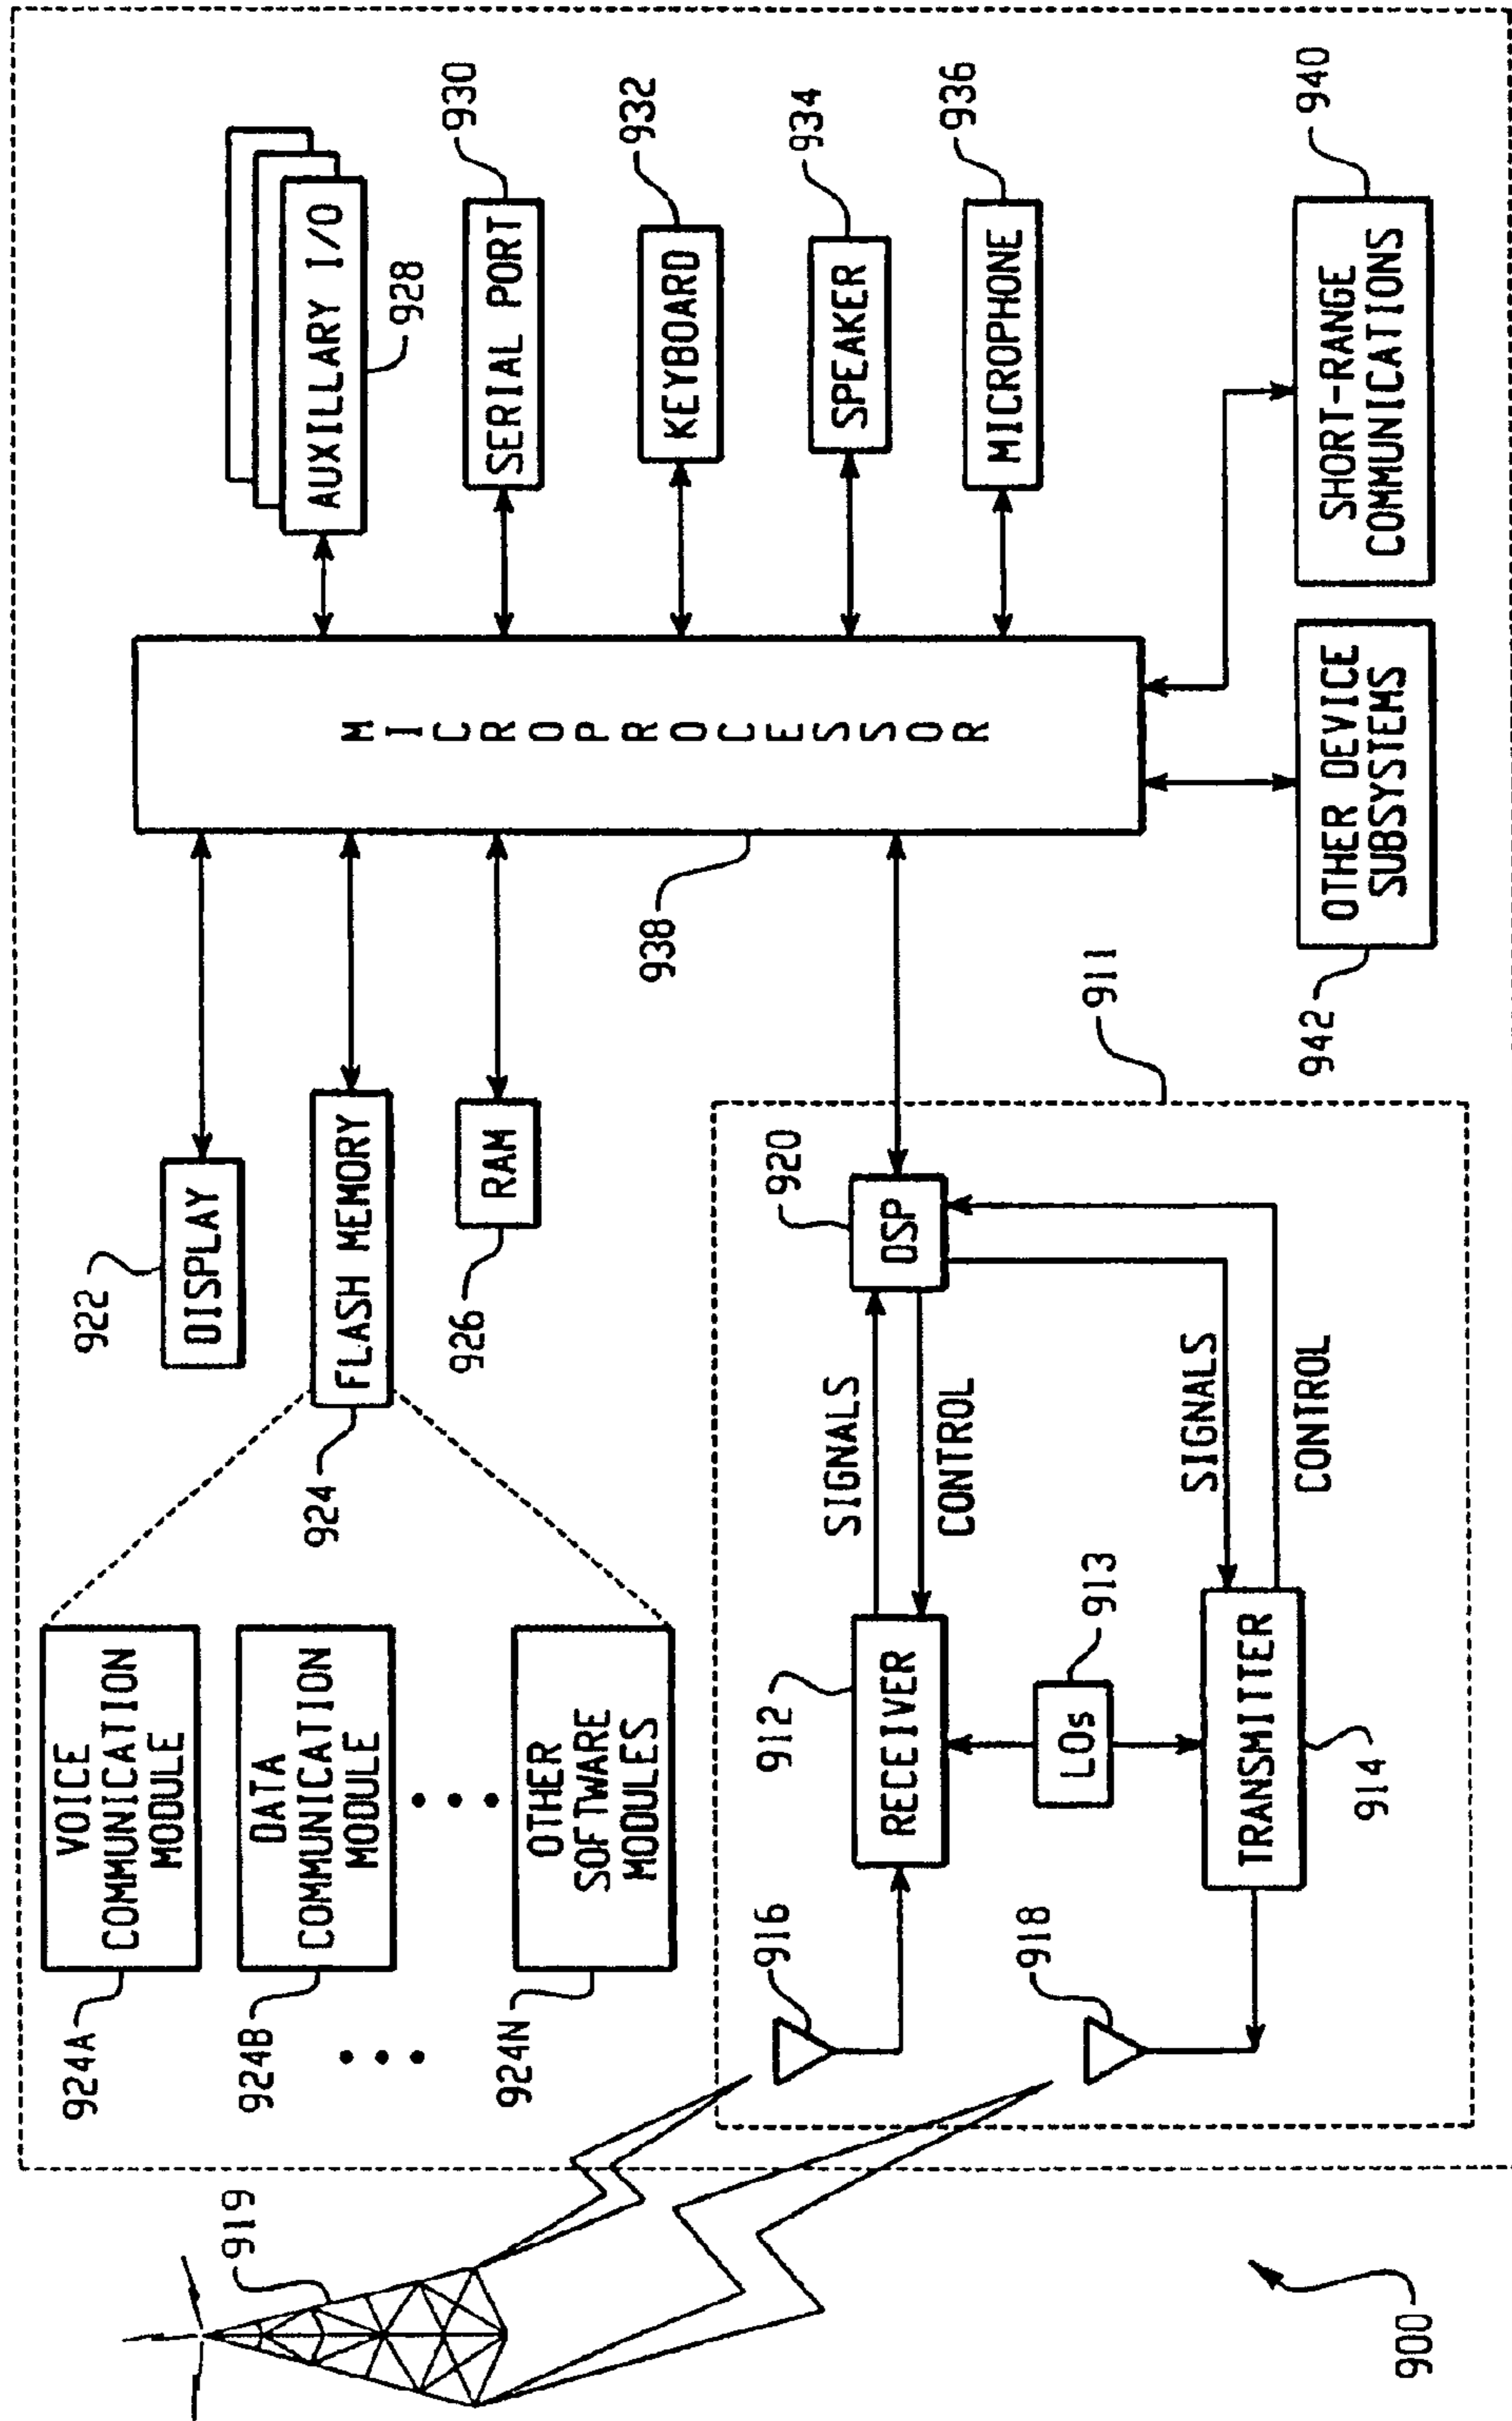 924A
VOICE
COMMUNICATION
MODULE
924B
DATA
COMMUNICATION
MODULE
924N
OTHER
SOFTWARE
MODULES
922
DISPLAY
924
FLASH MEMORY
926
RAM
938
MICROPROCESSOR
AUXILLARY I/O
928
SERIAL PORT
930
KEYBOARD
932
SPEAKER
934
MICROPHONE
936
SHORT-RANGE
COMMUNICATIONS
940
OTHER DEVICE
SUBSYSTEMS
942
911
919
916
918
912
RECEIVER
SIGNALS
CONTROL
920
DSP
LOs
913
TRANSMITTER
914
SIGNALS
CONTROL
900